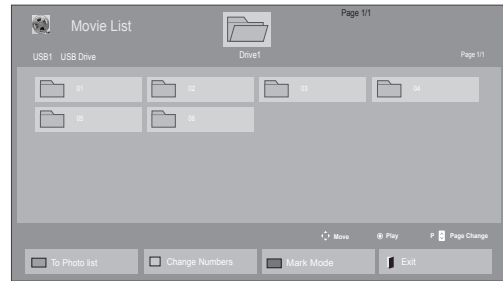 Page 1/1
Movie List
USB1 USB Drive
Drive1
Page 1/1
01 02 03 04
05 06
Move Play P Page Change
To Photo list Change Numbers Mark Mode Exit